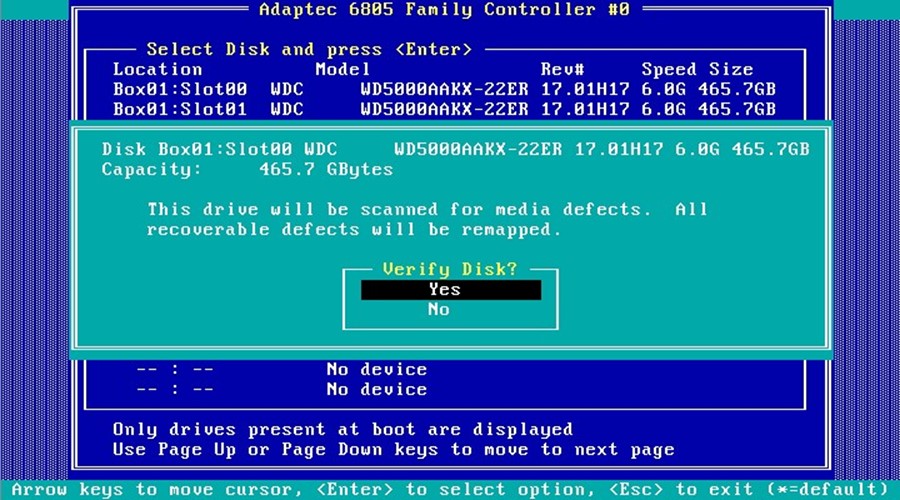 Adaptec 6805 Family Controller #0
Select Disk and press <Enter>
Location Model Rev# Speed Size
Box01:Slot00 WDC WD5000AAKX-22ER 17.01H17 6.0G 465.7GB
Box01:Slot01 WDC WD5000AAKX-22ER 17.01H17 6.0G 465.7GB
Disk Box01:Slot00 WDC WD5000AAKX-22ER 17.01H17 6.0G 465.7GB
Capacity: 465.7 GBytes
This drive will be scanned for media defects. All
recoverable defects will be remapped.
Verify Disk?
Yes
No
-- : -- No device
-- : -- No device
Only drives present at boot are displayed
Use Page Up or Page Down keys to move to next page
Arrow keys to move cursor, <Enter> to select option, <Esc> to exit (*=default)